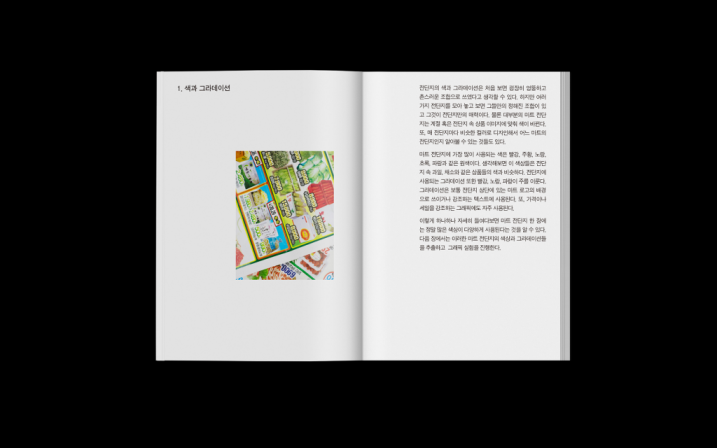 1. 색과 그라데이션
전단지의 색과 그라데이션은 처음 보면 굉장히 엉뚱하고
촌스러운 조합으로 쓰였다고 생각할 수 있다. 하지만 여러
가지 전단지를 모아 놓고 보면 그들만의 정해진 조합이 있
고 그것이 전단지만의 매력이다. 물론 대부분의 마트 전단
지는 계절 혹은 전단지 속 상품 이미지에 맞춰 색이 바뀐다.
또, 매 전단지마다 비슷한 컬러로 디자인해서 어느 마트의
전단지인지 알아볼 수 있는 것들도 있다.
마트 전단지에 가장 많이 사용되는 색은 빨강, 주황, 노랑,
초록, 파랑과 같은 원색이다. 생각해보면 이 색상들은 전단
지 속 과일, 채소와 같은 상품들의 색과 비슷하다. 전단지에
사용되는 그라데이션 또한 빨강, 노랑, 파랑이 주를 이룬다.
그라데이션은 보통 전단지 상단에 있는 마트 로고의 배경
으로 쓰이거나 강조하는 텍스트에 사용된다. 또, 가격이나
세일을 강조하는 그래픽에도 자주 사용된다.
이렇게 하나하나 자세히 들여다보면 마트 전단지 한 장에
는 정말 많은 색상이 다양하게 사용된다는 것을 알 수 있다.
다음 장에서는 이러한 마트 전단지의 색상과 그라데이션들
을 추출하고 그래픽 실험을 진행한다.